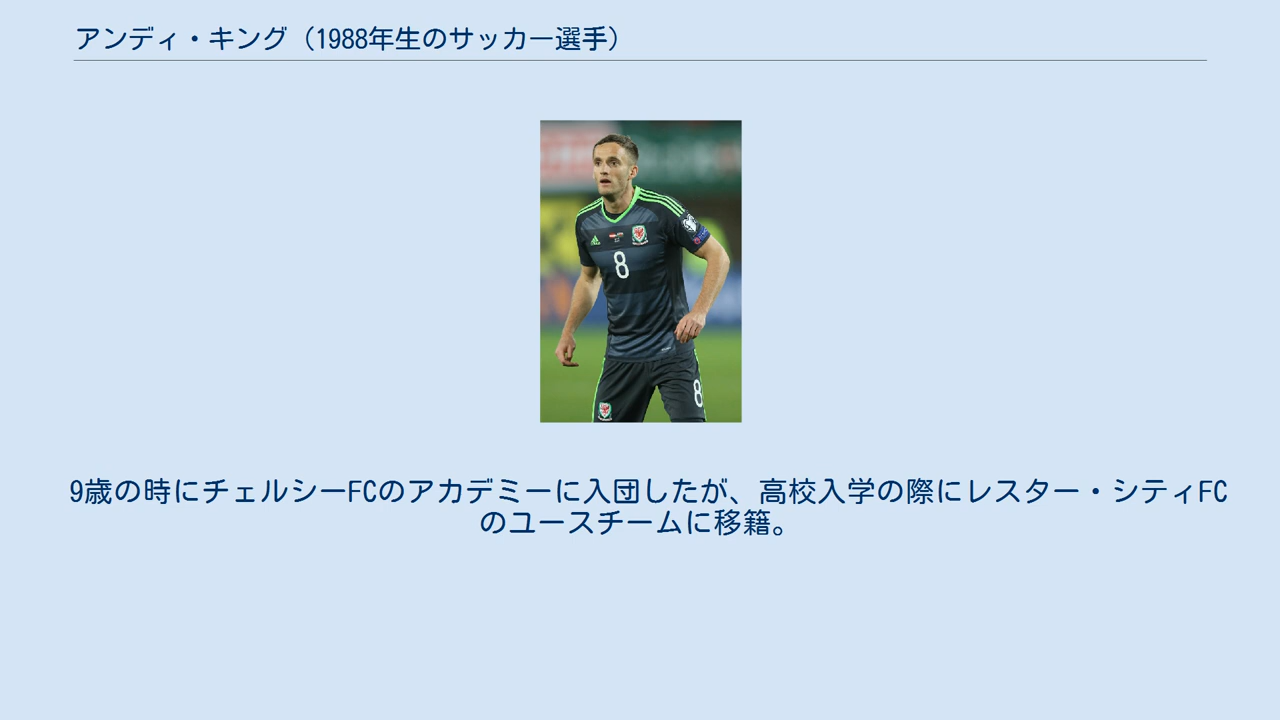 アンディ・キング（1988年生のサッカー選手）
8
8
9歳の時にチェルシーFCのアカデミーに入団したが、高校入学の際にレスター・シティFC
のユースチームに移籍。